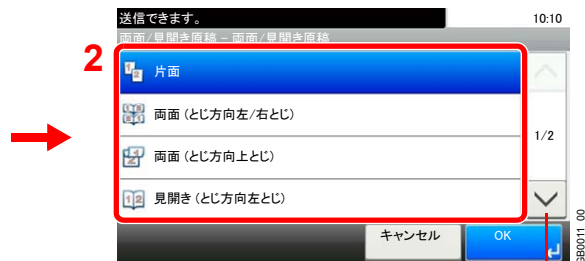 送信できます。
10:10
両面/見開き原稿 - 両面/見開き原稿
2
片面
両面 (とじ方向左/右とじ)
1/2
両面 (とじ方向上とじ)
見開き (とじ方向左とじ)
キャンセル
OK
GB0011_00